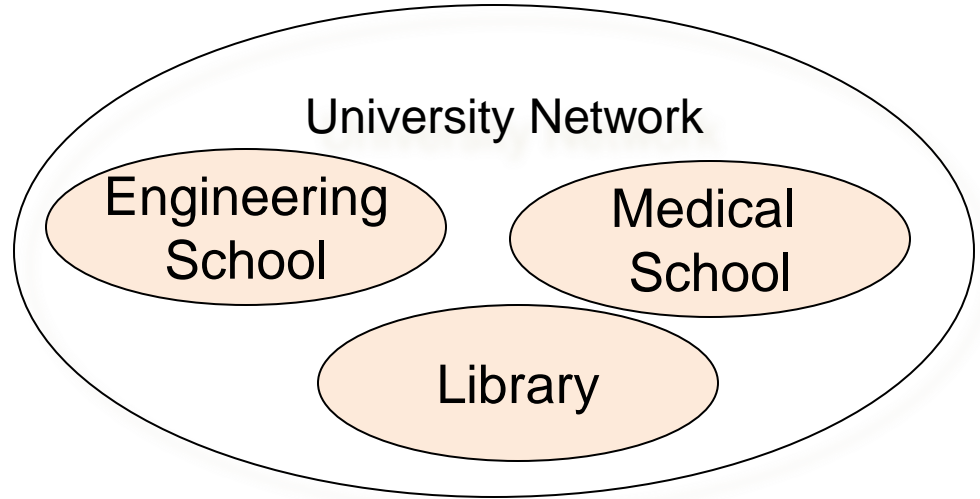 University Network
Engineering
School
Medical
School
Library